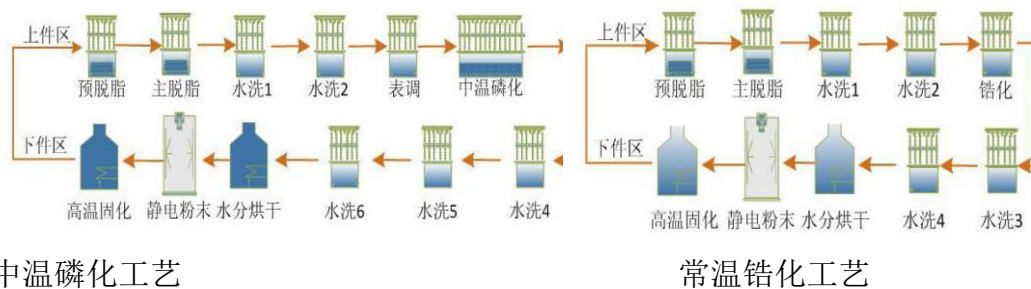 上件区
预脱脂 主脱脂 水洗1 水洗2 表调 中温磷化
下件区
高温固化 静电粉末 水分烘干 水洗6 水洗5 水洗4
中温磷化工艺
上件区
预脱脂 主脱脂 水洗1 水洗2 锆化
下件区
高温固化 静电粉末 水分烘干 水洗4 水洗3
常温锆化工艺